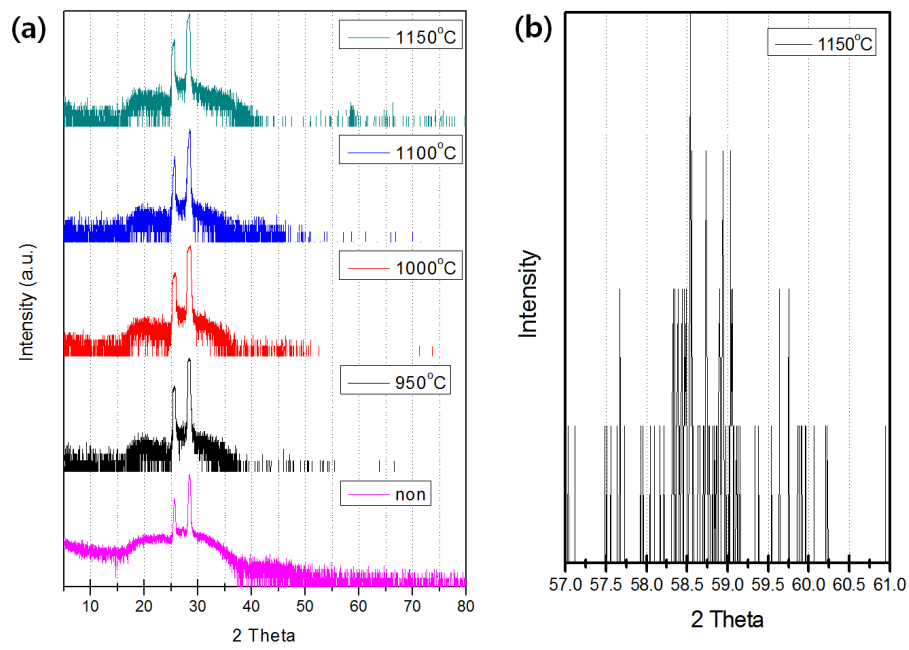 (a)
1150°C
1100°C
1000°C
950°C
non
Intensity (a.u.)
10 20 30 40 50 60 70 80
2 Theta
(b)
1150°C
Intensity
57.0 57.5 58.0 58.5 59.0 59.5 60.0 60.5 61.0
2 Theta